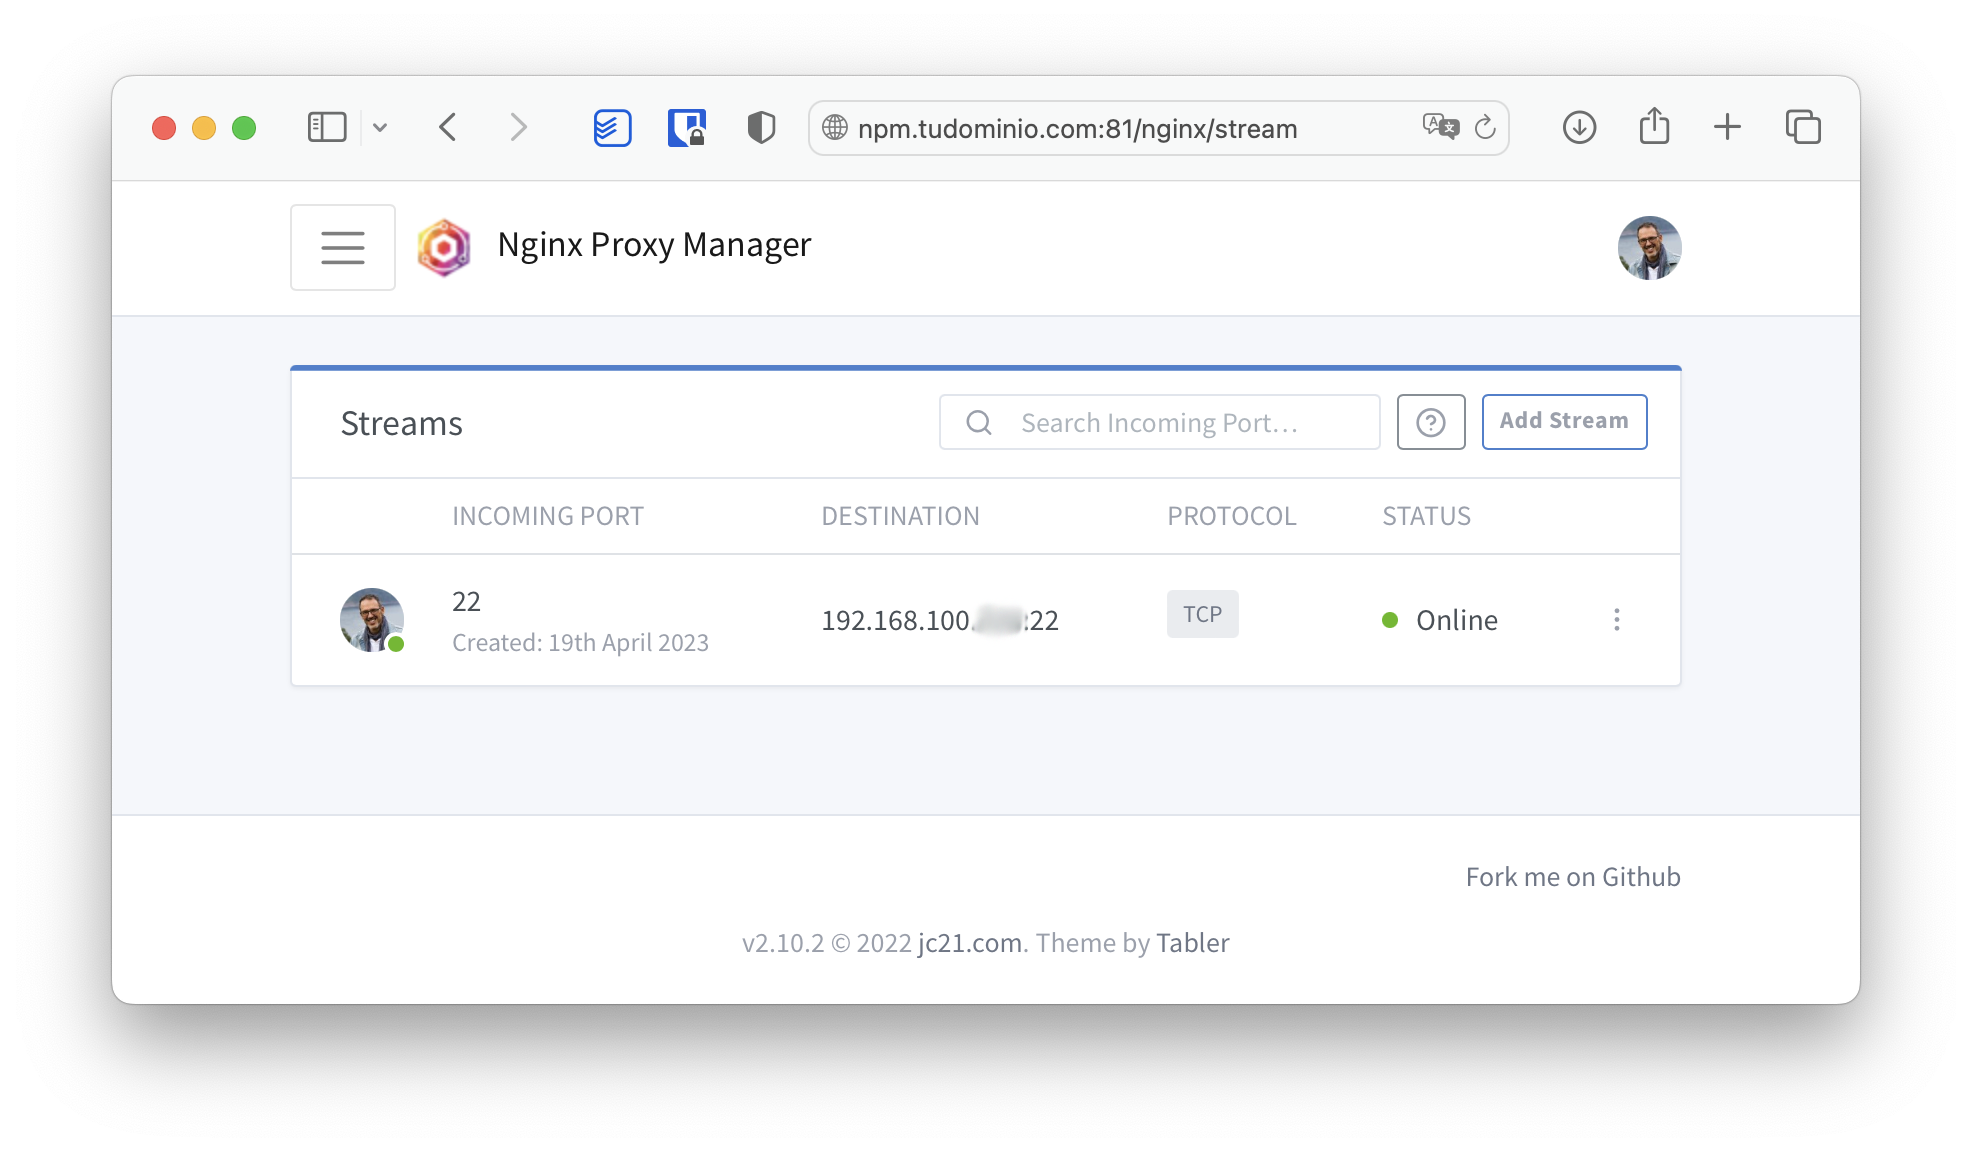 npm.tudominio.com:81/nginx/stream
Nginx Proxy Manager
Streams
Search Incoming Port...
Add Stream
INCOMING PORT DESTINATION PROTOCOL STATUS
22
192.168.100. :22 TCP Online
Created: 19th April 2023
Fork me on Github
v2.10.2 © 2022 jc21.com. Theme by Tabler